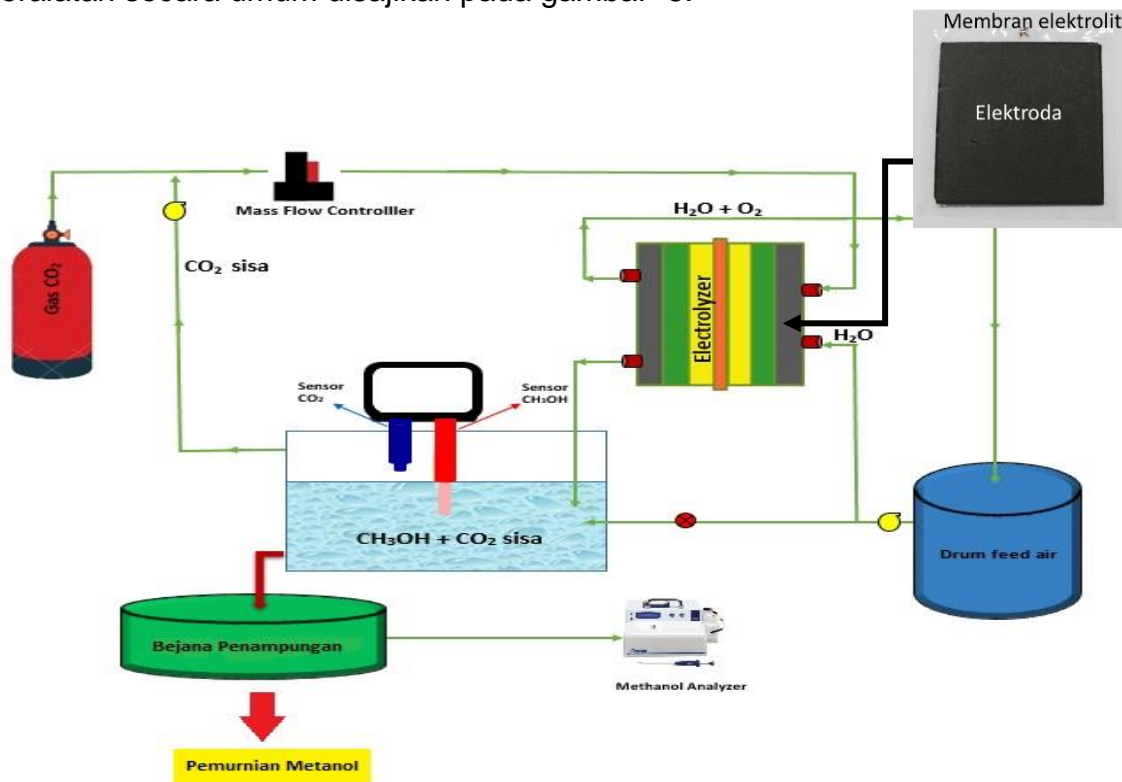 Membran elektrolit
Elektroda
Mass Flow Controlller
H₂O + O₂
Gas CO₂
CO₂ sisa
Electrolyzer
H₂O
Sensor
CO₂
Sensor
CH₃OH
CH₃OH + CO₂ sisa
Drum feed air
Bejana Penampungan
Methanol Analyzer
Pemurnian Metanol